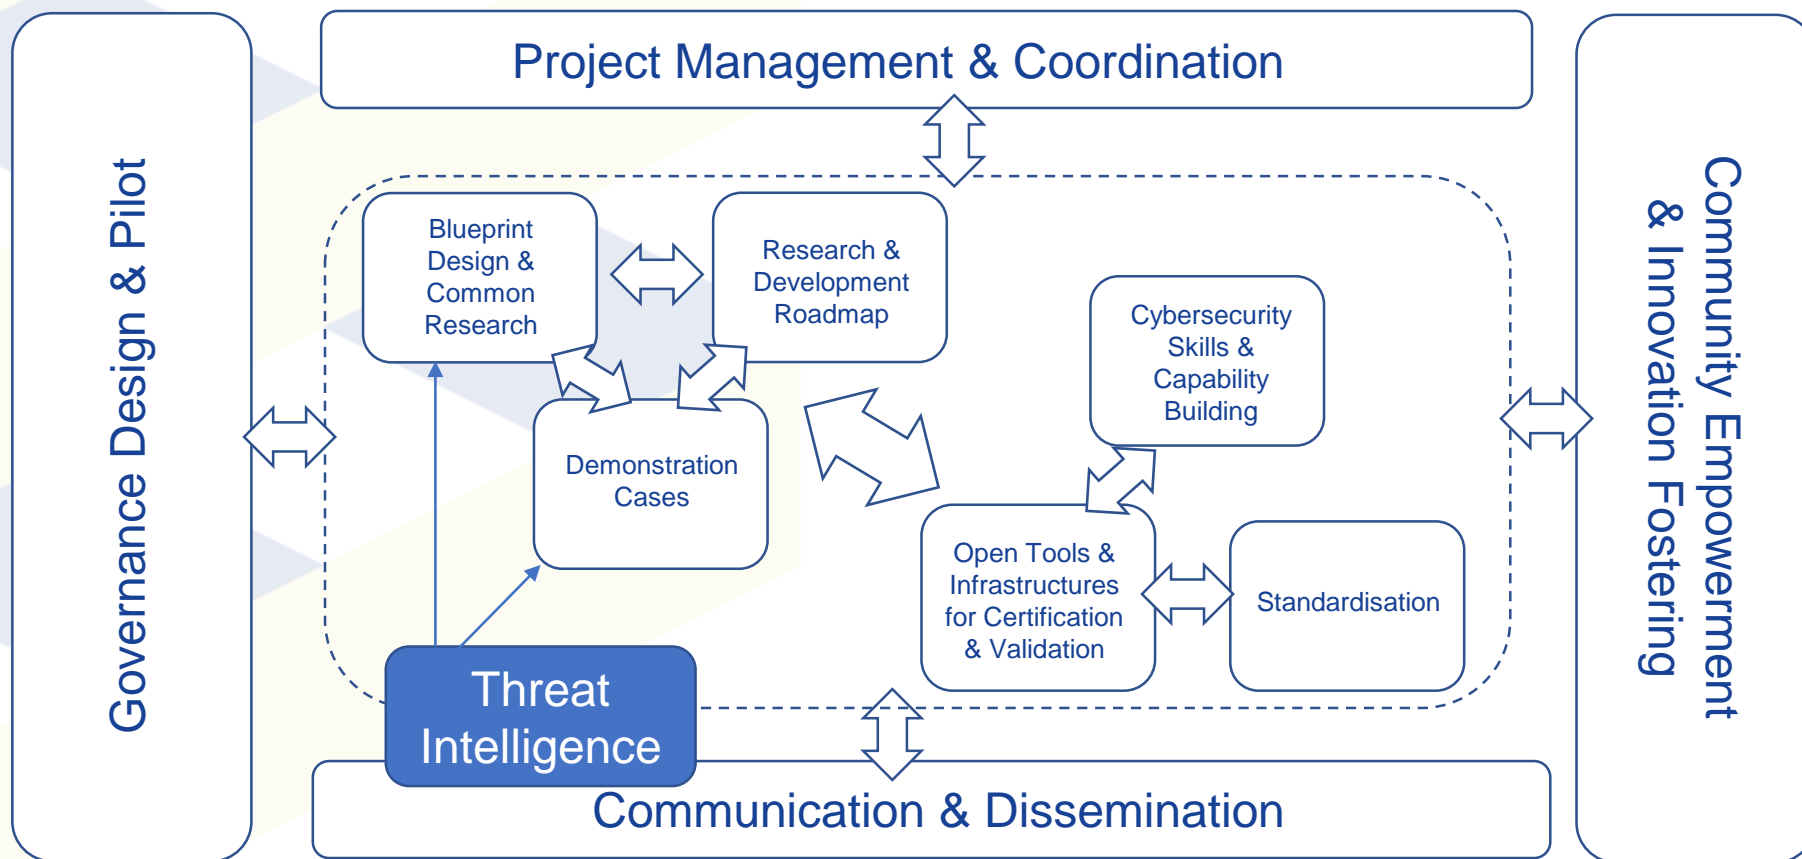 Project Management & Coordination
Governance Design & Pilot
Blueprint
Design &
Common
Research
Research &
Development
Roadmap
Cybersecurity
Skills &
Capability
Building
Demonstration
Cases
Open Tools &
Infrastructures
for Certification
& Validation
Standardisation
Threat
Intelligence
Communication & Dissemination
Community Empowerment
& Innovation Fostering